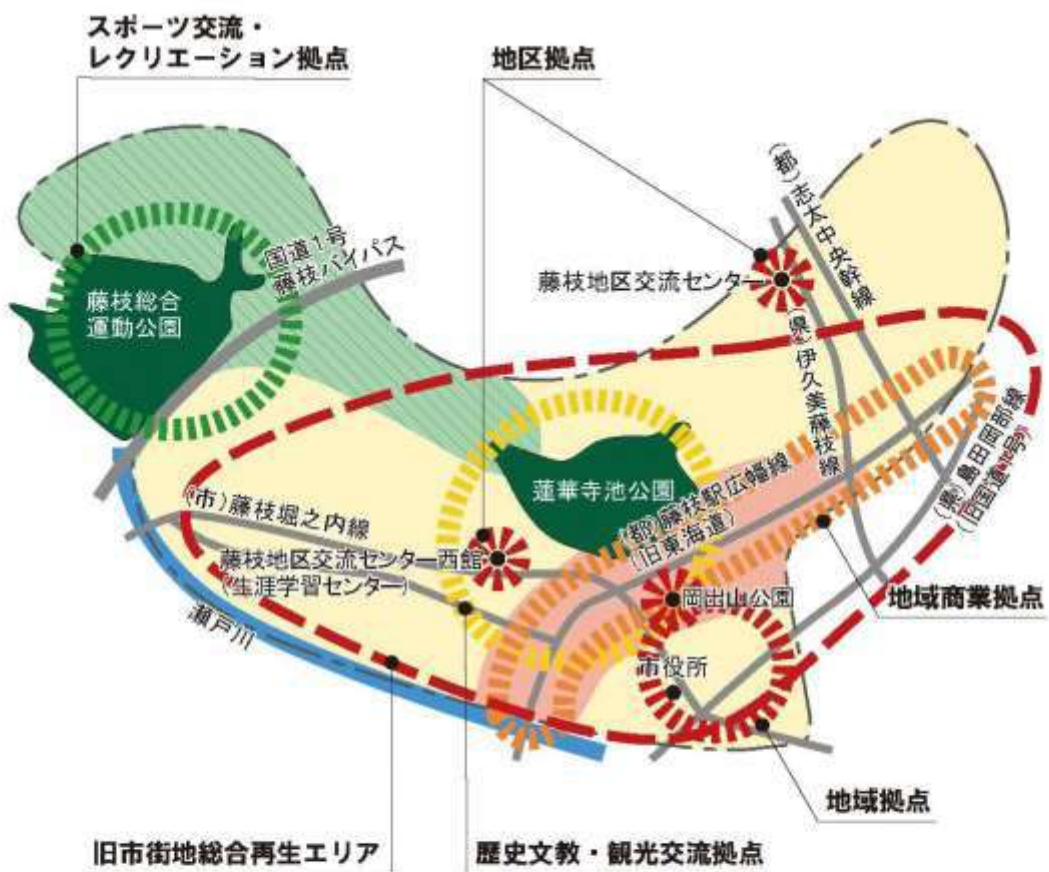 スポーツ交流・
レクリエーション拠点
地区拠点
(都)志太中央幹線
国道1号
藤枝バイパス
藤枝地区交流センター
藤枝総合
運動公園
(県)伊久美藤枝線
(県)島田岡部線
(旧国道1号)
蓮華寺池公園
(都)藤枝駅広幡線
(旧東海道)
(市)藤枝堀之内線
藤枝地区交流センター西館
(生涯学習センター)
岡出山公園
地域商業拠点
瀬戸川
市役所
地域拠点
旧市街地総合再生エリア
歴史文教・観光交流拠点